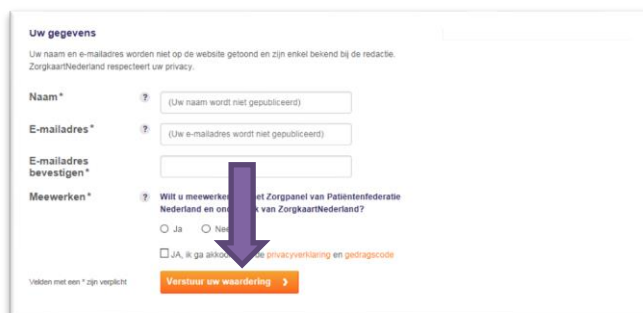 Uw gegevens
Uw naam en e-mailadres worden niet op de website getoond en zijn enkel bekend bij de redactie.
ZorgkaartNederland respecteert uw privacy.
Naam* ? (Uw naam wordt niet gepubliceerd)
E-mailadres* ? (Uw e-mailadres wordt niet gepubliceerd)
E-mailadres
bevestigen*
Meewerken* ? Wilt u meewerken et Zorgpanel van Patiëntenfederatie
Nederland en ond k van ZorgkaartNederland?
Ja Nee
JA, ik ga akkoo de privacyverklaring en gedragscode
Velden met een * zijn verplicht Verstuur uw waardering